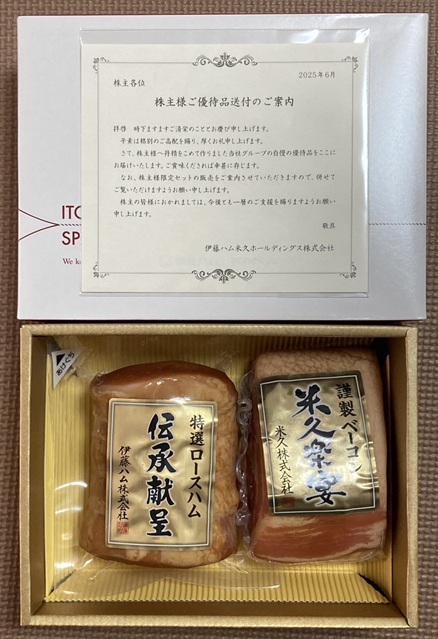 2025年6月
株主各位
株主様ご優待品送付のご案内
拝啓 時下ますますご清栄のこととお慶び申し上げます。
平素は格別のご高配を賜り、厚くお礼申し上げます。
さて、株主様へ丹精をこめて作りました当社グループの自慢の優待品をここに
お届けいたします。ご賞味くだされば幸甚に存じます。
なお、株主様限定セットの販売をご案内させていただきますので、併せて
ご覧いただけますようお願い申し上げます。
株主の皆様におかれましては、今後とも一層のご支援を賜りますようお願い
申し上げます。
敬具
伊藤ハム米久ホールディングス株式会社
ITO
SP
We k
あけぐち
特選ロースハム
伝承献呈
伊藤ハム株式会社
謹製ベーコン
米久楽宴
米久株式会社